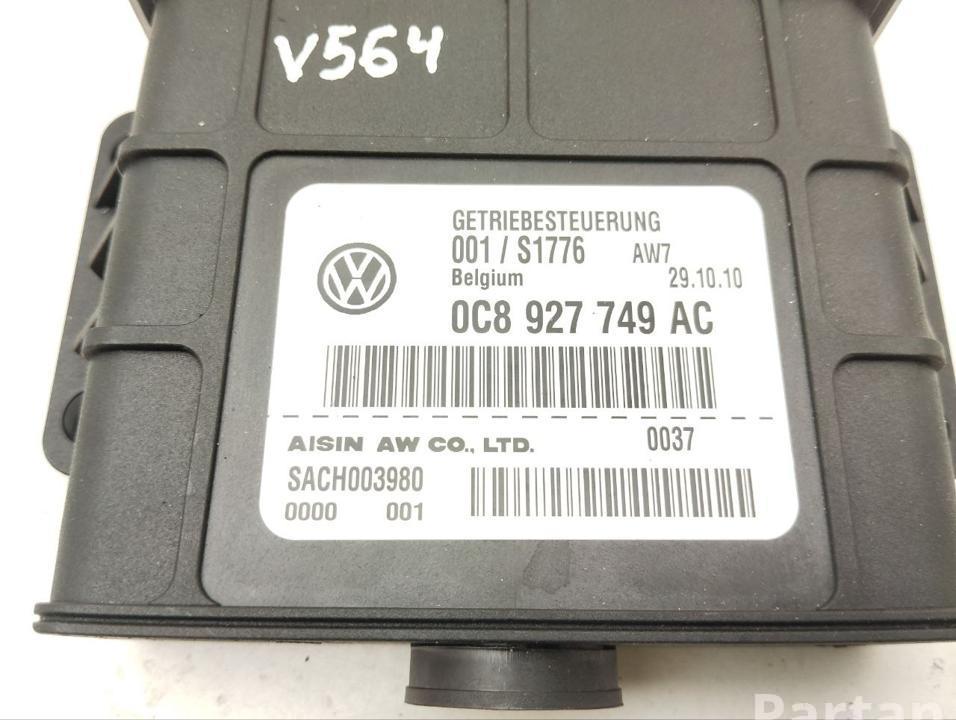 V564
GETRIEBESTEUERUNG
001 / S1776 AW7
Belgium 29.10.10
0C8 927 749 AC
AISIN AW CO., LTD. 0037
SACH003980
0000 001
Partan